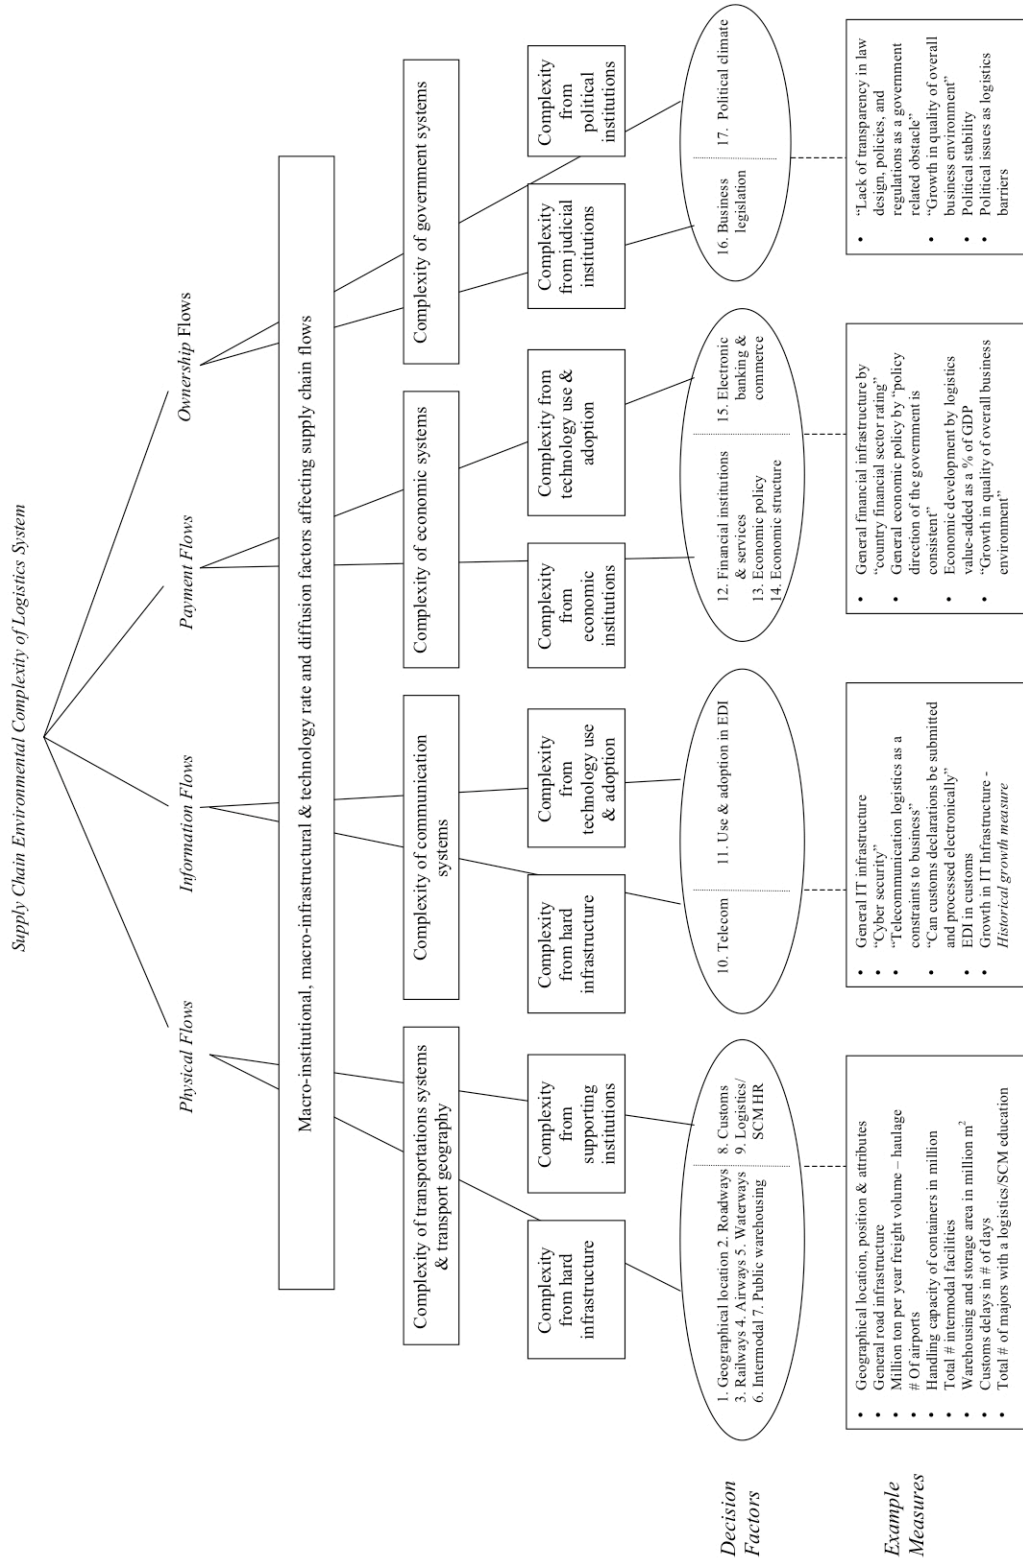 Supply Chain Environmental Complexity of Logistics System
Physical Flows
Information Flows
Payment Flows
Ownership Flows
Macro-institutional, macro-infrastructural & technology rate and diffusion factors affecting supply chain flows
Complexity of transportations systems
& transport geography
Complexity of communication
systems
Complexity of economic systems
Complexity of government systems
Complexity
from hard
infrastructure
Complexity
from
supporting
institutions
Complexity
from hard
infrastructure
Complexity
from
technology use
& adoption
Complexity
from
economic
institutions
Complexity from
technology use &
adoption
Complexity
from judicial
institutions
Complexity
from
political
institutions
Decision
Factors
1. Geographical location 2. Roadways
3. Railways 4. Airways 5. Waterways
6. Intermodal 7. Public warehousing
8. Customs
9. Logistics/
SCM HR
10. Telecom
11. Use & adoption in EDI
12. Financial institutions
& services
13. Economic policy
14. Economic structure
15. Electronic
banking &
commerce
16. Business
legislation
17. Political climate
Example
Measures
• Geographical location, position & attributes
• General road infrastructure
• Million ton per year freight volume – haulage
• # Of airports
• Handling capacity of containers in million
• Total # intermodal facilities
• Warehousing and storage area in million m²
• Customs delays in # of days
• Total # of majors with a logistics/SCM education
• General IT infrastructure
• “Cyber security”
• “Telecommunication logistics as a
constraints to business”
• “Can customs declarations be submitted
and processed electronically”
• EDI in customs
• Growth in IT Infrastructure -
Historical growth measure
• General financial infrastructure by
“country financial sector rating”
• General economic policy by “policy
direction of the government is
consistent”
• Economic development by logistics
value-added as a % of GDP
• “Growth in quality of overall business
environment”
• “Lack of transparency in law
design, policies, and
regulations as a government
related obstacle”
• “Growth in quality of overall
business environment”
• Political stability
• Political issues as logistics
barriers